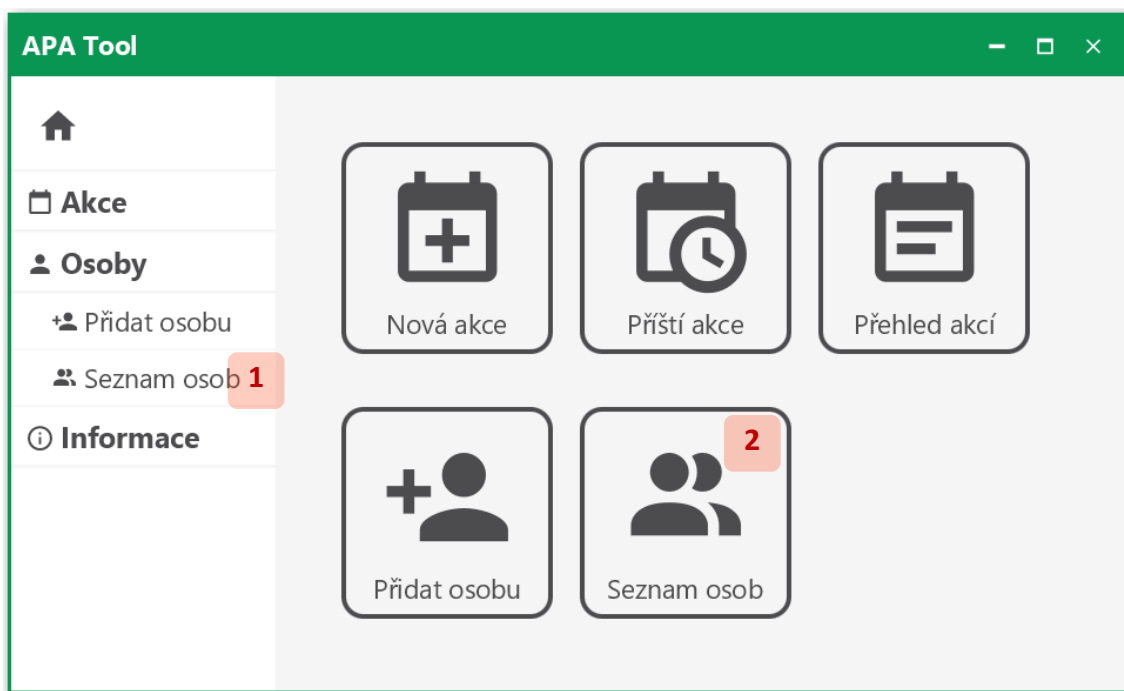 APA Tool
Akce
Osoby
Přidat osobu
Seznam osob 1
Informace
Nová akce
Příští akce
Přehled akcí
Přidat osobu
2
Seznam osob